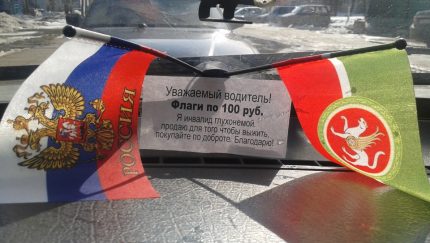 Уважаемый водитель!
Флаги по 100 руб.
Я инвалид глухонемой.
продаю для того чтобы выжить.
покупайте по доброте. Благодарю!
РОССИЯ